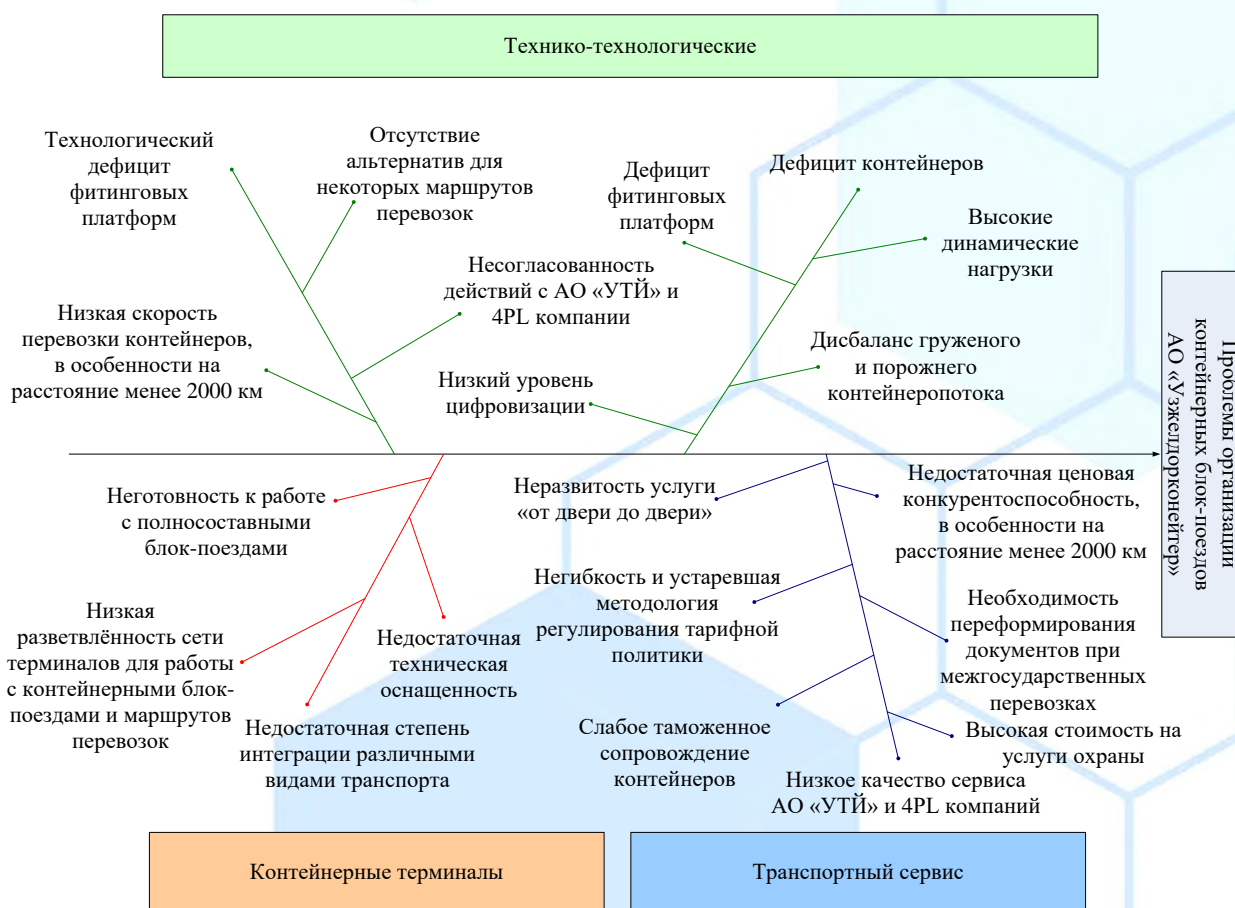 Технико-технологические
Технологический
дефицит
фитинговых
платформ
Отсутствие
альтернатив для
некоторых маршрутов
перевозок
Дефицит
фитинговых
платформ
Дефицит контейнеров
Высокие
динамические
нагрузки
Несогласованность
действий с АО «УТЙ» и
4PL компании
Низкая скорость
перевозки контейнеров,
в особенности на
расстояние менее 2000 км
Низкий уровень
цифровизации
Дисбаланс груженого
и порожнего
контейнеропотока
Проблемы организации
контейнерных блок-поездов
АО «Узжелдорконейтер»
Неготовность к работе
с полносоставными
блок-поездами
Неразвитость услуги
«от двери до двери»
Недостаточная ценовая
конкурентоспособность,
в особенности на
расстояние менее 2000 км
Низкая
разветвлённость сети
терминалов для работы
с контейнерными блок-
поездами и маршрутов
перевозок
Недостаточная
техническая
оснащенность
Негибкость и устаревшая
методология
регулирования тарифной
политики
Необходимость
переформирования
документов при
межгосударственных
перевозках
Недостаточная степень
интеграции различными
видами транспорта
Слабое таможенное
сопровождение
контейнеров
Высокая стоимость на
услуги охраны
Низкое качество сервиса
АО «УТЙ» и 4PL компаний
Контейнерные терминалы
Транспортный сервис